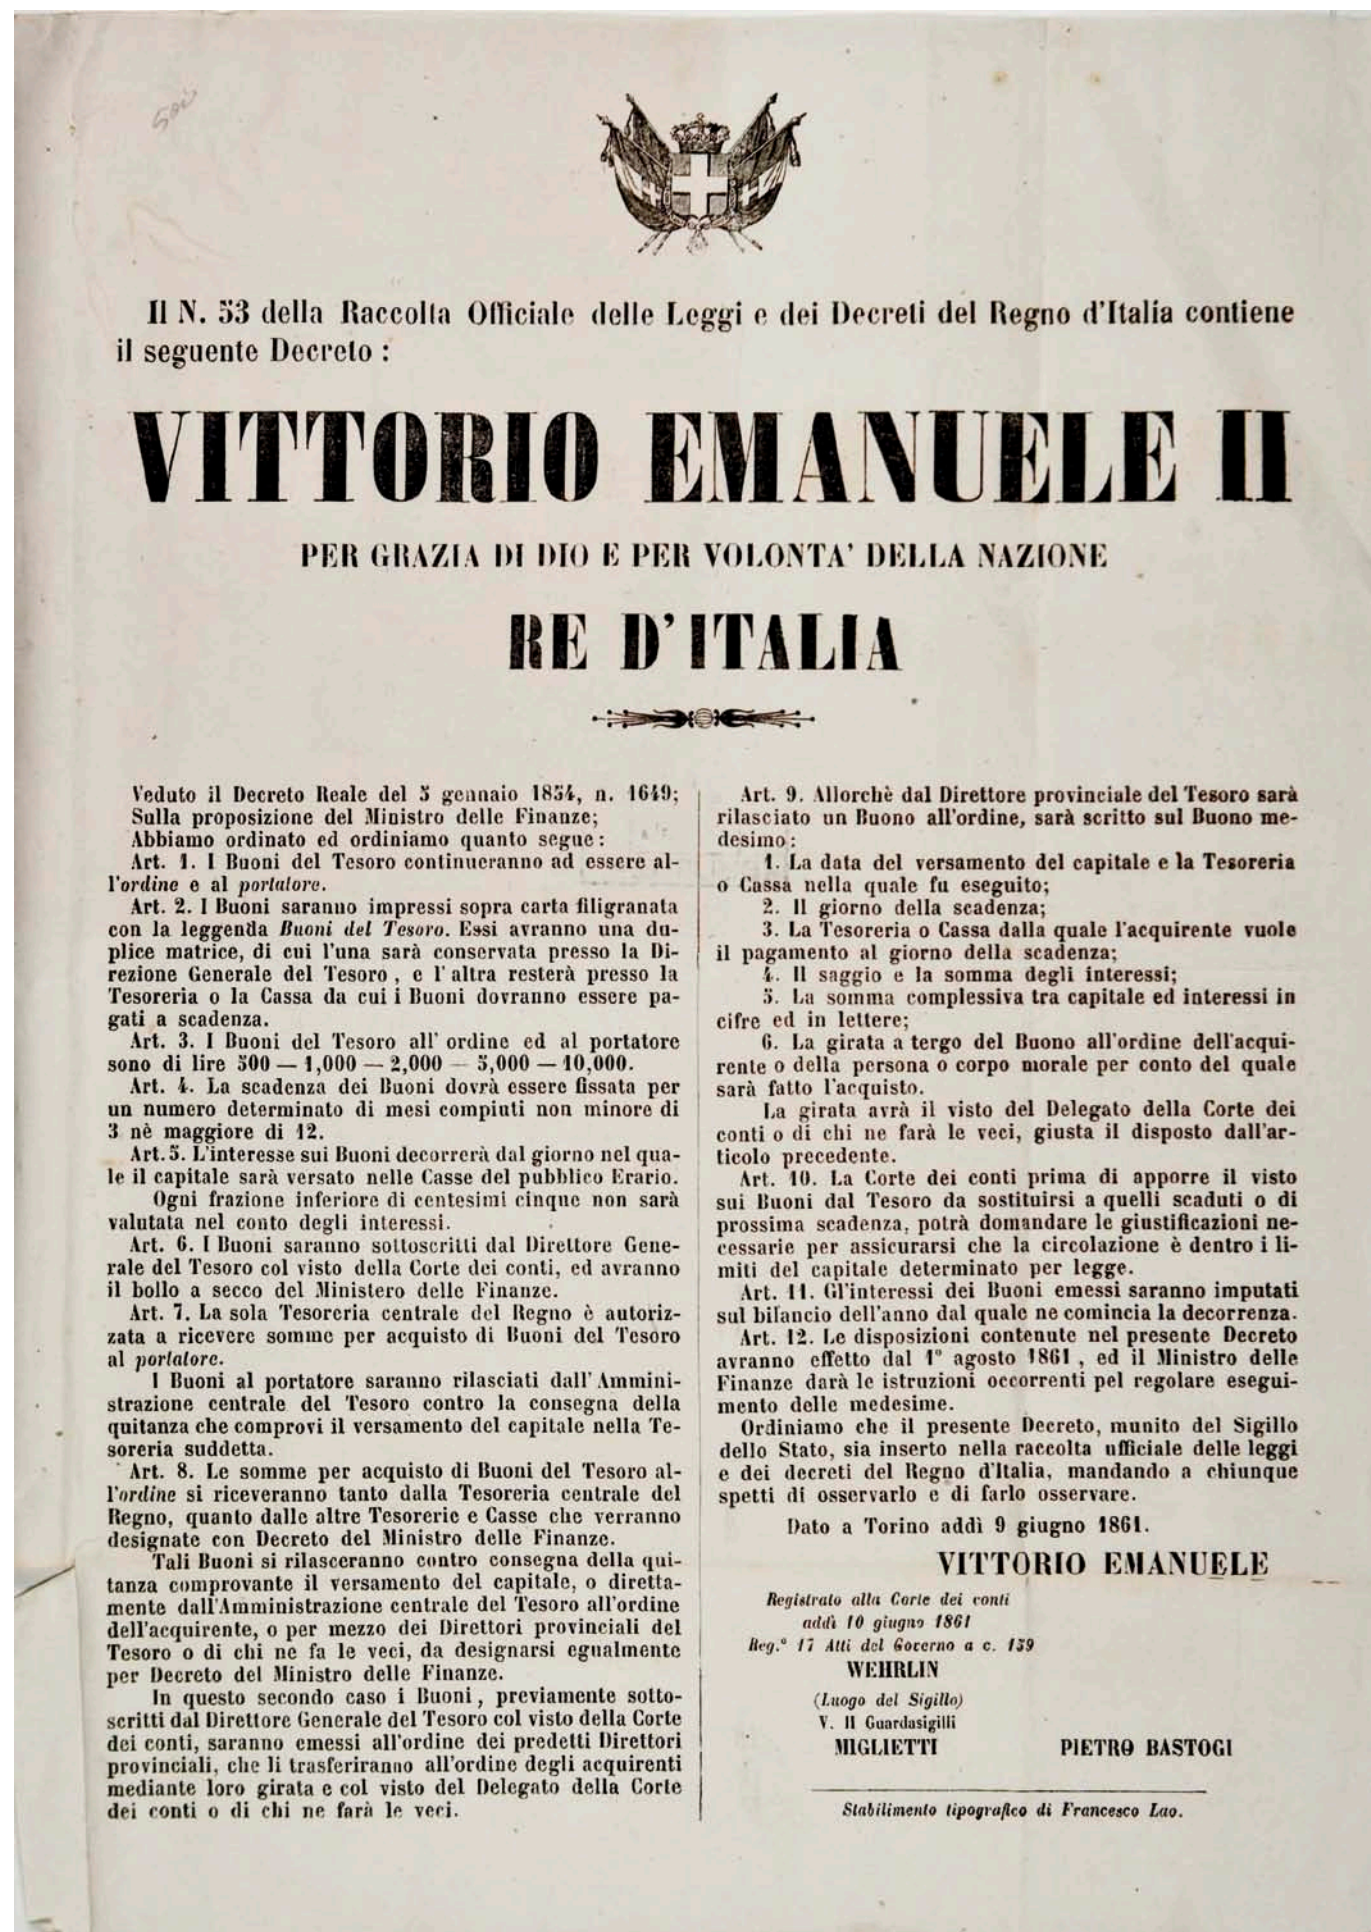 Il N. 53 della Raccolta Officiale delle Leggi e dei Decreti del Regno d'Italia contiene
il seguente Decreto :
VITTORIO EMANUELE II
PER GRAZIA DI DIO E PER VOLONTA' DELLA NAZIONE
RE D'ITALIA
Veduto il Decreto Reale del 5 gennaio 1854, n. 1649;
Sulla proposizione del Ministro delle Finanze;
Abbiamo ordinato ed ordiniamo quanto segue :
Art. 1. I Buoni del Tesoro continueranno ad essere al-
l'ordine e al portatore.
Art. 2. I Buoni saranno impressi sopra carta filigranata
con la leggenda Buoni del Tesoro. Essi avranno una du-
plice matrice, di cui l'una sarà conservata presso la Di-
rezione Generale del Tesoro , e l' altra resterà presso la
Tesoreria o la Cassa da cui i Buoni dovranno essere pa-
gati a scadenza.
Art. 3. I Buoni del Tesoro all' ordine ed al portatore
sono di lire 500 — 1,000 — 2,000 — 5,000 — 10,000.
Art. 4. La scadenza dei Buoni dovrà essere fissata per
un numero determinato di mesi compiuti non minore di
3 nè maggiore di 12.
Art. 5. L'interesse sui Buoni decorrerà dal giorno nel qua-
le il capitale sarà versato nelle Casse del pubblico Erario.
Ogni frazione inferiore di centesimi cinque non sarà
valutata nel conto degli interessi.
Art. 6. I Buoni saranno sottoscritti dal Direttore Gene-
rale del Tesoro col visto della Corte dei conti, ed avranno
il bollo a secco del Ministero delle Finanze.
Art. 7. La sola Tesoreria centrale del Regno è autoriz-
zata a ricevere somme per acquisto di Buoni del Tesoro
al portatore.
I Buoni al portatore saranno rilasciati dall' Ammini-
strazione centrale del Tesoro contro la consegna della
quitanza che comprovi il versamento del capitale nella Te-
soreria suddetta.
Art. 8. Le somme per acquisto di Buoni del Tesoro al-
l'ordine si riceveranno tanto dalla Tesoreria centrale del
Regno, quanto dalle altre Tesorerie e Casse che verranno
designate con Decreto del Ministro delle Finanze.
Tali Buoni si rilasceranno contro consegna della qui-
tanza comprovante il versamento del capitale, o diretta-
mente dall'Amministrazione centrale del Tesoro all'ordine
dell'acquirente, o per mezzo dei Direttori provinciali del
Tesoro o di chi ne fa le veci, da designarsi egualmente
per Decreto del Ministro delle Finanze.
In questo secondo caso i Buoni , previamente sotto-
scritti dal Direttore Generale del Tesoro col visto della Corte
dei conti, saranno emessi all'ordine dei predetti Direttori
provinciali, che li trasferiranno all'ordine degli acquirenti
mediante loro girata e col visto del Delegato della Corte
dei conti o di chi ne farà le veci.
Art. 9. Allorchè dal Direttore provinciale del Tesoro sarà
rilasciato un Buono all'ordine, sarà scritto sul Buono me-
desimo :
1. La data del versamento del capitale e la Tesoreria
o Cassa nella quale fu eseguito;
2. Il giorno della scadenza;
3. La Tesoreria o Cassa dalla quale l'acquirente vuole
il pagamento al giorno della scadenza;
4. Il saggio e la somma degli interessi;
5. La somma complessiva tra capitale ed interessi in
cifre ed in lettere;
6. La girata a tergo del Buono all'ordine dell'acqui-
rente o della persona o corpo morale per conto del quale
sarà fatto l'acquisto.
La girata avrà il visto del Delegato della Corte dei
conti o di chi ne farà le veci, giusta il disposto dall'ar-
ticolo precedente.
Art. 10. La Corte dei conti prima di apporre il visto
sui Buoni dal Tesoro da sostituirsi a quelli scaduti o di
prossima scadenza, potrà domandare le giustificazioni ne-
cessarie per assicurarsi che la circolazione è dentro i li-
miti del capitale determinato per legge.
Art. 11. Gl'interessi dei Buoni emessi saranno imputati
sul bilancio dell'anno dal quale ne comincia la decorrenza.
Art. 12. Le disposizioni contenute nel presente Decreto
avranno effetto dal 1° agosto 1861 , ed il Ministro delle
Finanze darà le istruzioni occorrenti pel regolare esegui-
mento delle medesime.
Ordiniamo che il presente Decreto, munito del Sigillo
dello Stato, sia inserto nella raccolta ufficiale delle leggi
e dei decreti del Regno d'Italia, mandando a chiunque
spetti di osservarlo e di farlo osservare.
Dato a Torino addì 9 giugno 1861.
VITTORIO EMANUELE
Registrato alla Corte dei conti
addì 10 giugno 1861
Reg.° 17 Atti del Governo a c. 159
WEHRLIN
(Luogo del Sigillo)
V. Il Guardasigilli
MIGLIETTI PIETRO BASTOGI
Stabilimento tipografico di Francesco Lao.